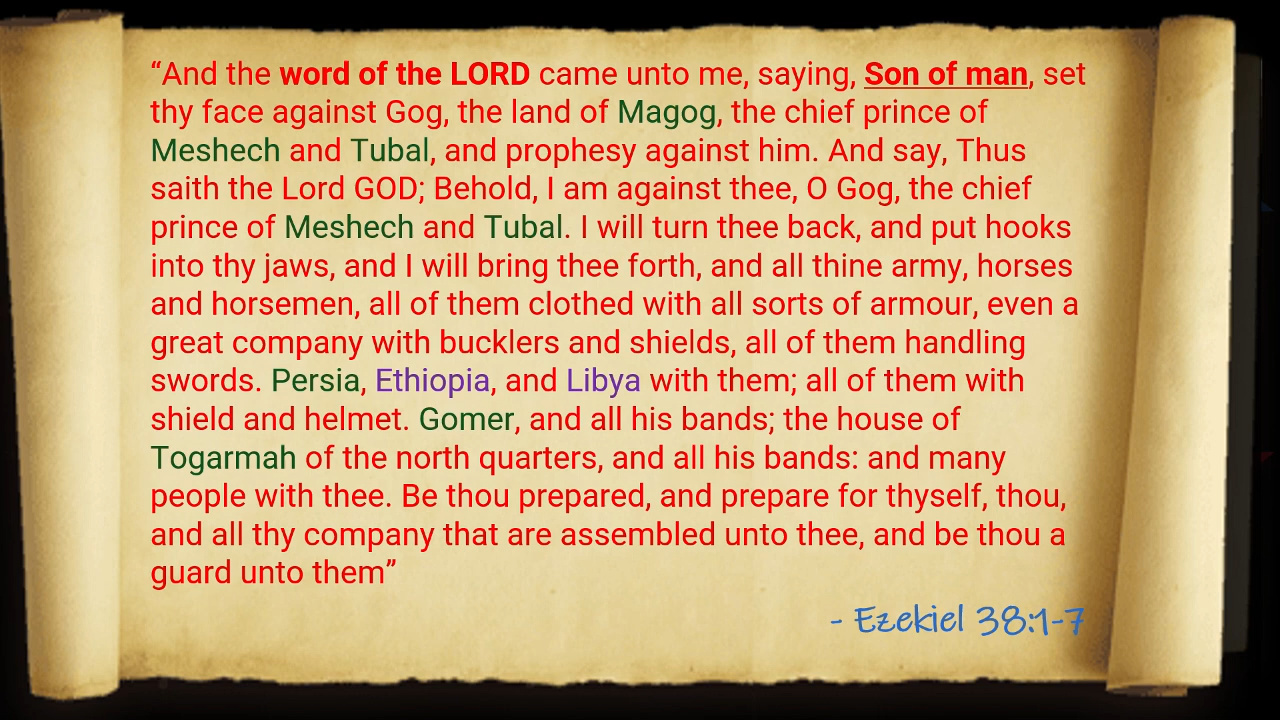 “And the word of the LORD came unto me, saying, Son of man, set
thy face against Gog, the land of Magog, the chief prince of
Meshech and Tubal, and prophesy against him. And say, Thus
saith the Lord GOD; Behold, I am against thee, O Gog, the chief
prince of Meshech and Tubal. I will turn thee back, and put hooks
into thy jaws, and I will bring thee forth, and all thine army, horses
and horsemen, all of them clothed with all sorts of armour, even a
great company with bucklers and shields, all of them handling
swords. Persia, Ethiopia, and Libya with them; all of them with
shield and helmet. Gomer, and all his bands; the house of
Togarmah of the north quarters, and all his bands: and many
people with thee. Be thou prepared, and prepare for thyself, thou,
and all thy company that are assembled unto thee, and be thou a
guard unto them”
- Ezekiel 38:1-7